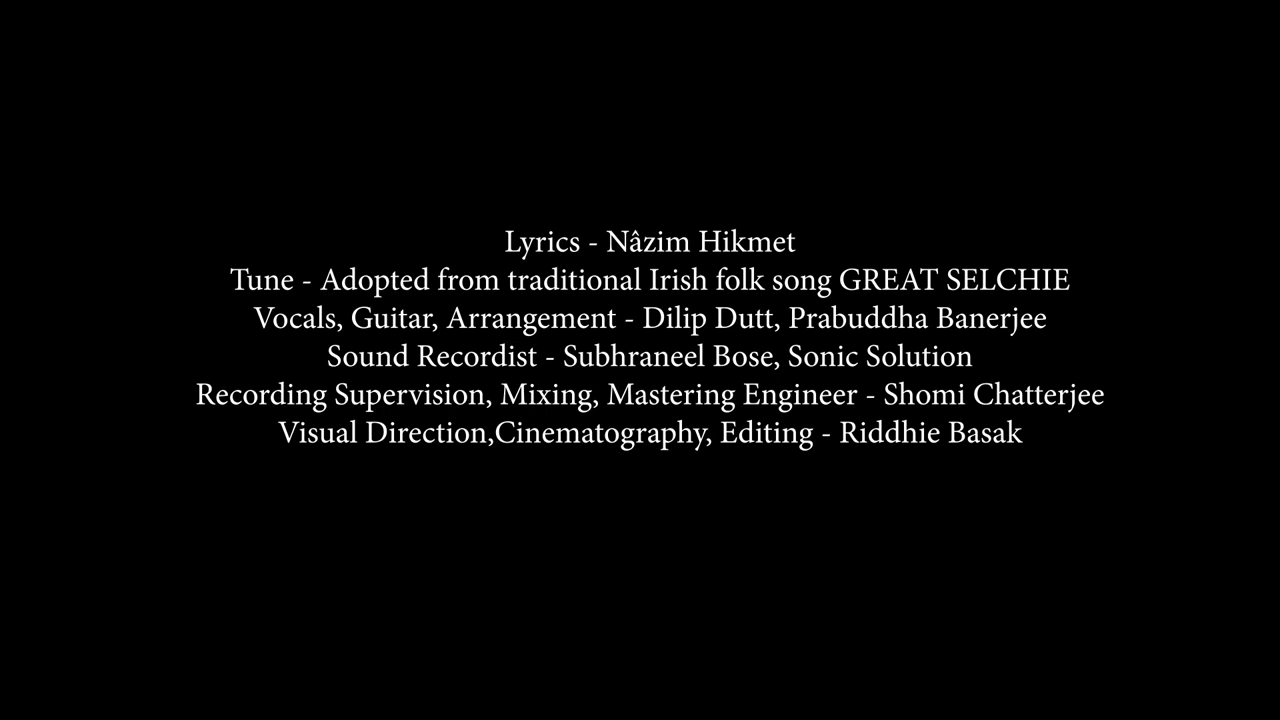 Lyrics - Nâzim Hikmet
Tune - Adopted from traditional Irish folk song GREAT SELCHIE
Vocals, Guitar, Arrangement - Dilip Dutt, Prabuddha Banerjee
Sound Recordist - Subhraneel Bose, Sonic Solution
Recording Supervision, Mixing, Mastering Engineer - Shomi Chatterjee
Visual Direction,Cinematography, Editing - Riddhie Basak